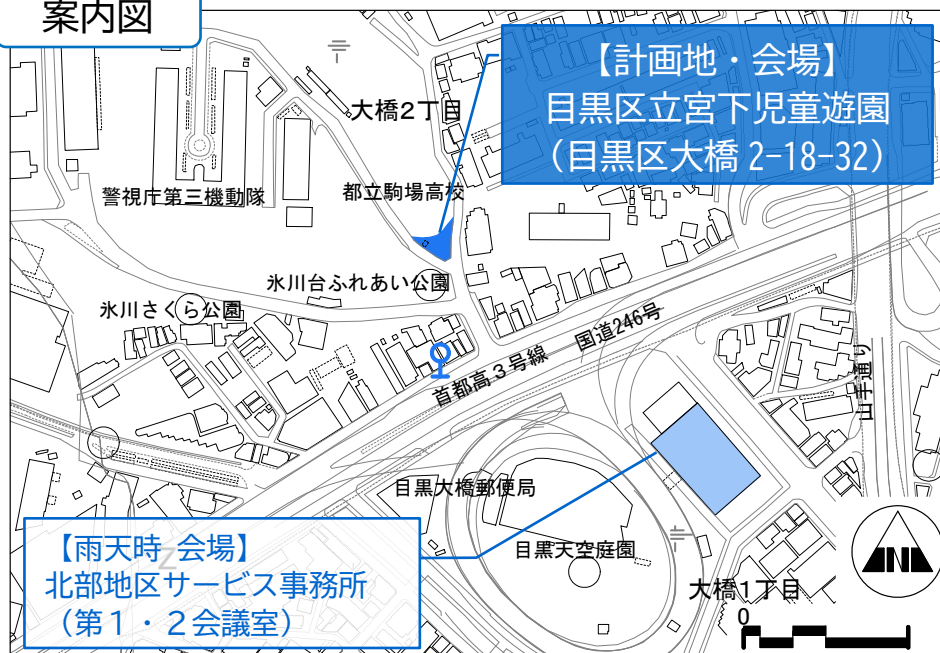 案内図
【計画地・会場】
目黒区立宮下児童遊園
（目黒区大橋 2-18-32）
大橋2丁目
警視庁第三機動隊
都立駒場高校
氷川台ふれあい公園
氷川さくら公園
国道246号
首都高３号線
山手通り
目黒大橋郵便局
目黒天空庭園
【雨天時 会場】
北部地区サービス事務所
（第１・２会議室）
大橋1丁目
0